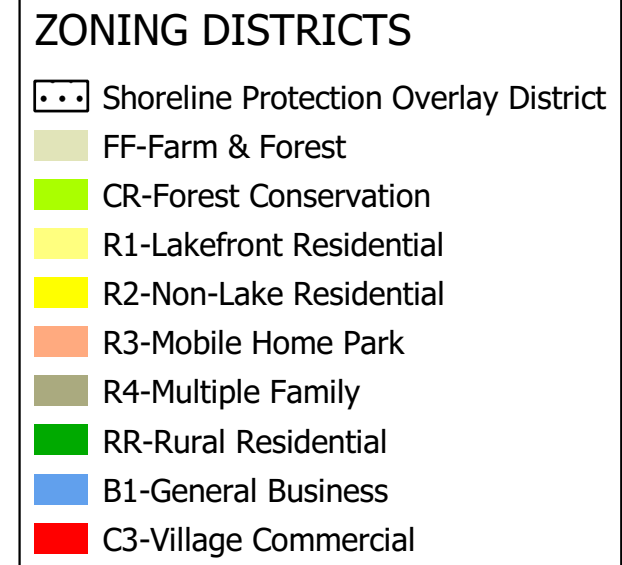 ZONING DISTRICTS
Shoreline Protection Overlay District
FF-Farm & Forest
CR-Forest Conservation
R1-Lakefront Residential
R2-Non-Lake Residential
R3-Mobile Home Park
R4-Multiple Family
RR-Rural Residential
B1-General Business
C3-Village Commercial